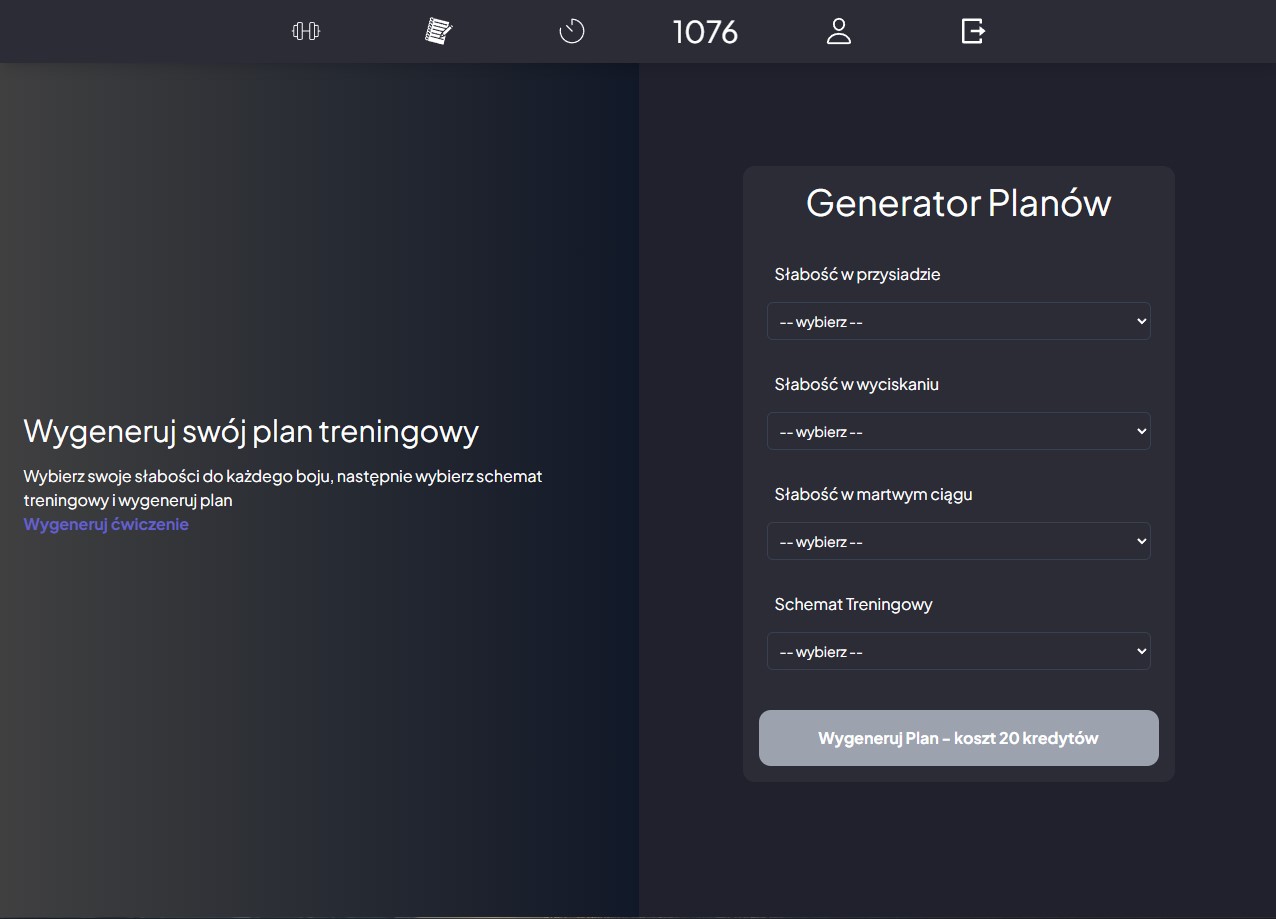 1076
Wygeneruj swój plan treningowy
Wybierz swoje słabości do każdego boju, następnie wybierz schemat
treningowy i wygeneruj plan
Wygeneruj ćwiczenie
Generator Planów
Słabość w przysiadzie
-- wybierz --
Słabość w wyciskaniu
-- wybierz --
Słabość w martwym ciągu
-- wybierz --
Schemat Treningowy
-- wybierz --
Wygeneruj Plan - koszt 20 kredytów